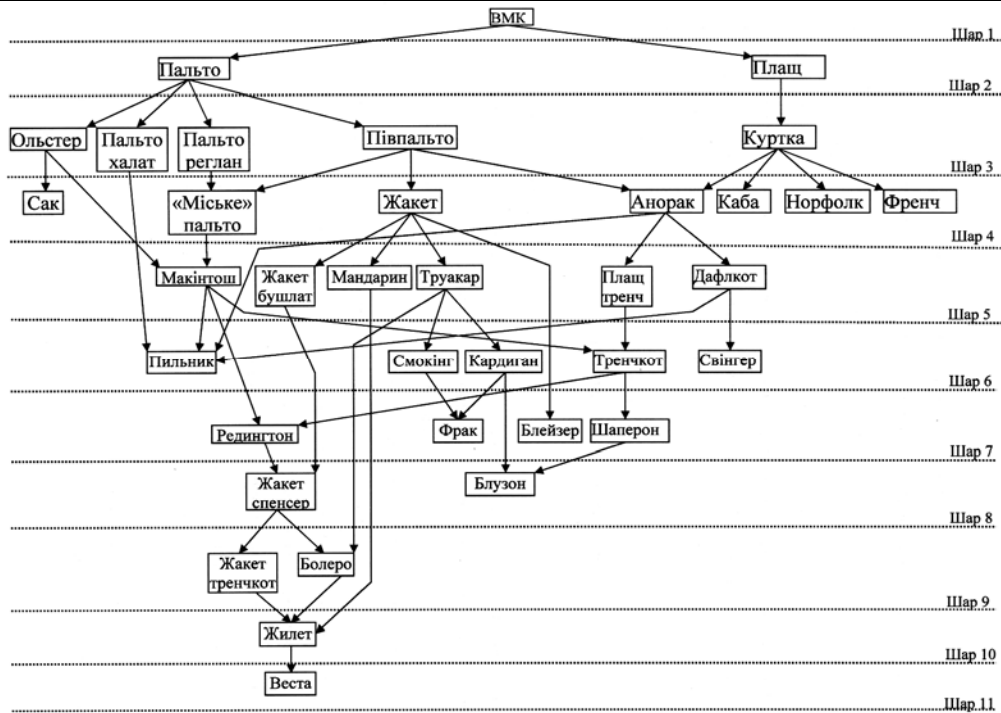 ВМК
Шар 1
Пальто
Плащ
Шар 2
Ольстер
Пальто
халат
Пальто
реглан
Півпальто
Куртка
Шар 3
Сак
«Міське»
пальто
Жакет
Анорак
Каба
Норфолк
Френч
Шар 4
Макінтош
Жакет
бушлат
Мандарин
Труакар
Плащ
тренч
Дафлкот
Шар 5
Пильник
Смокінг
Кардиган
Тренчкот
Свінгер
Шар 6
Редингтон
Фрак
Блейзер
Шаперон
Шар 7
Жакет
спенсер
Блузон
Шар 8
Жакет
тренчкот
Болеро
Шар 9
Жилет
Шар 10
Веста
Шар 11